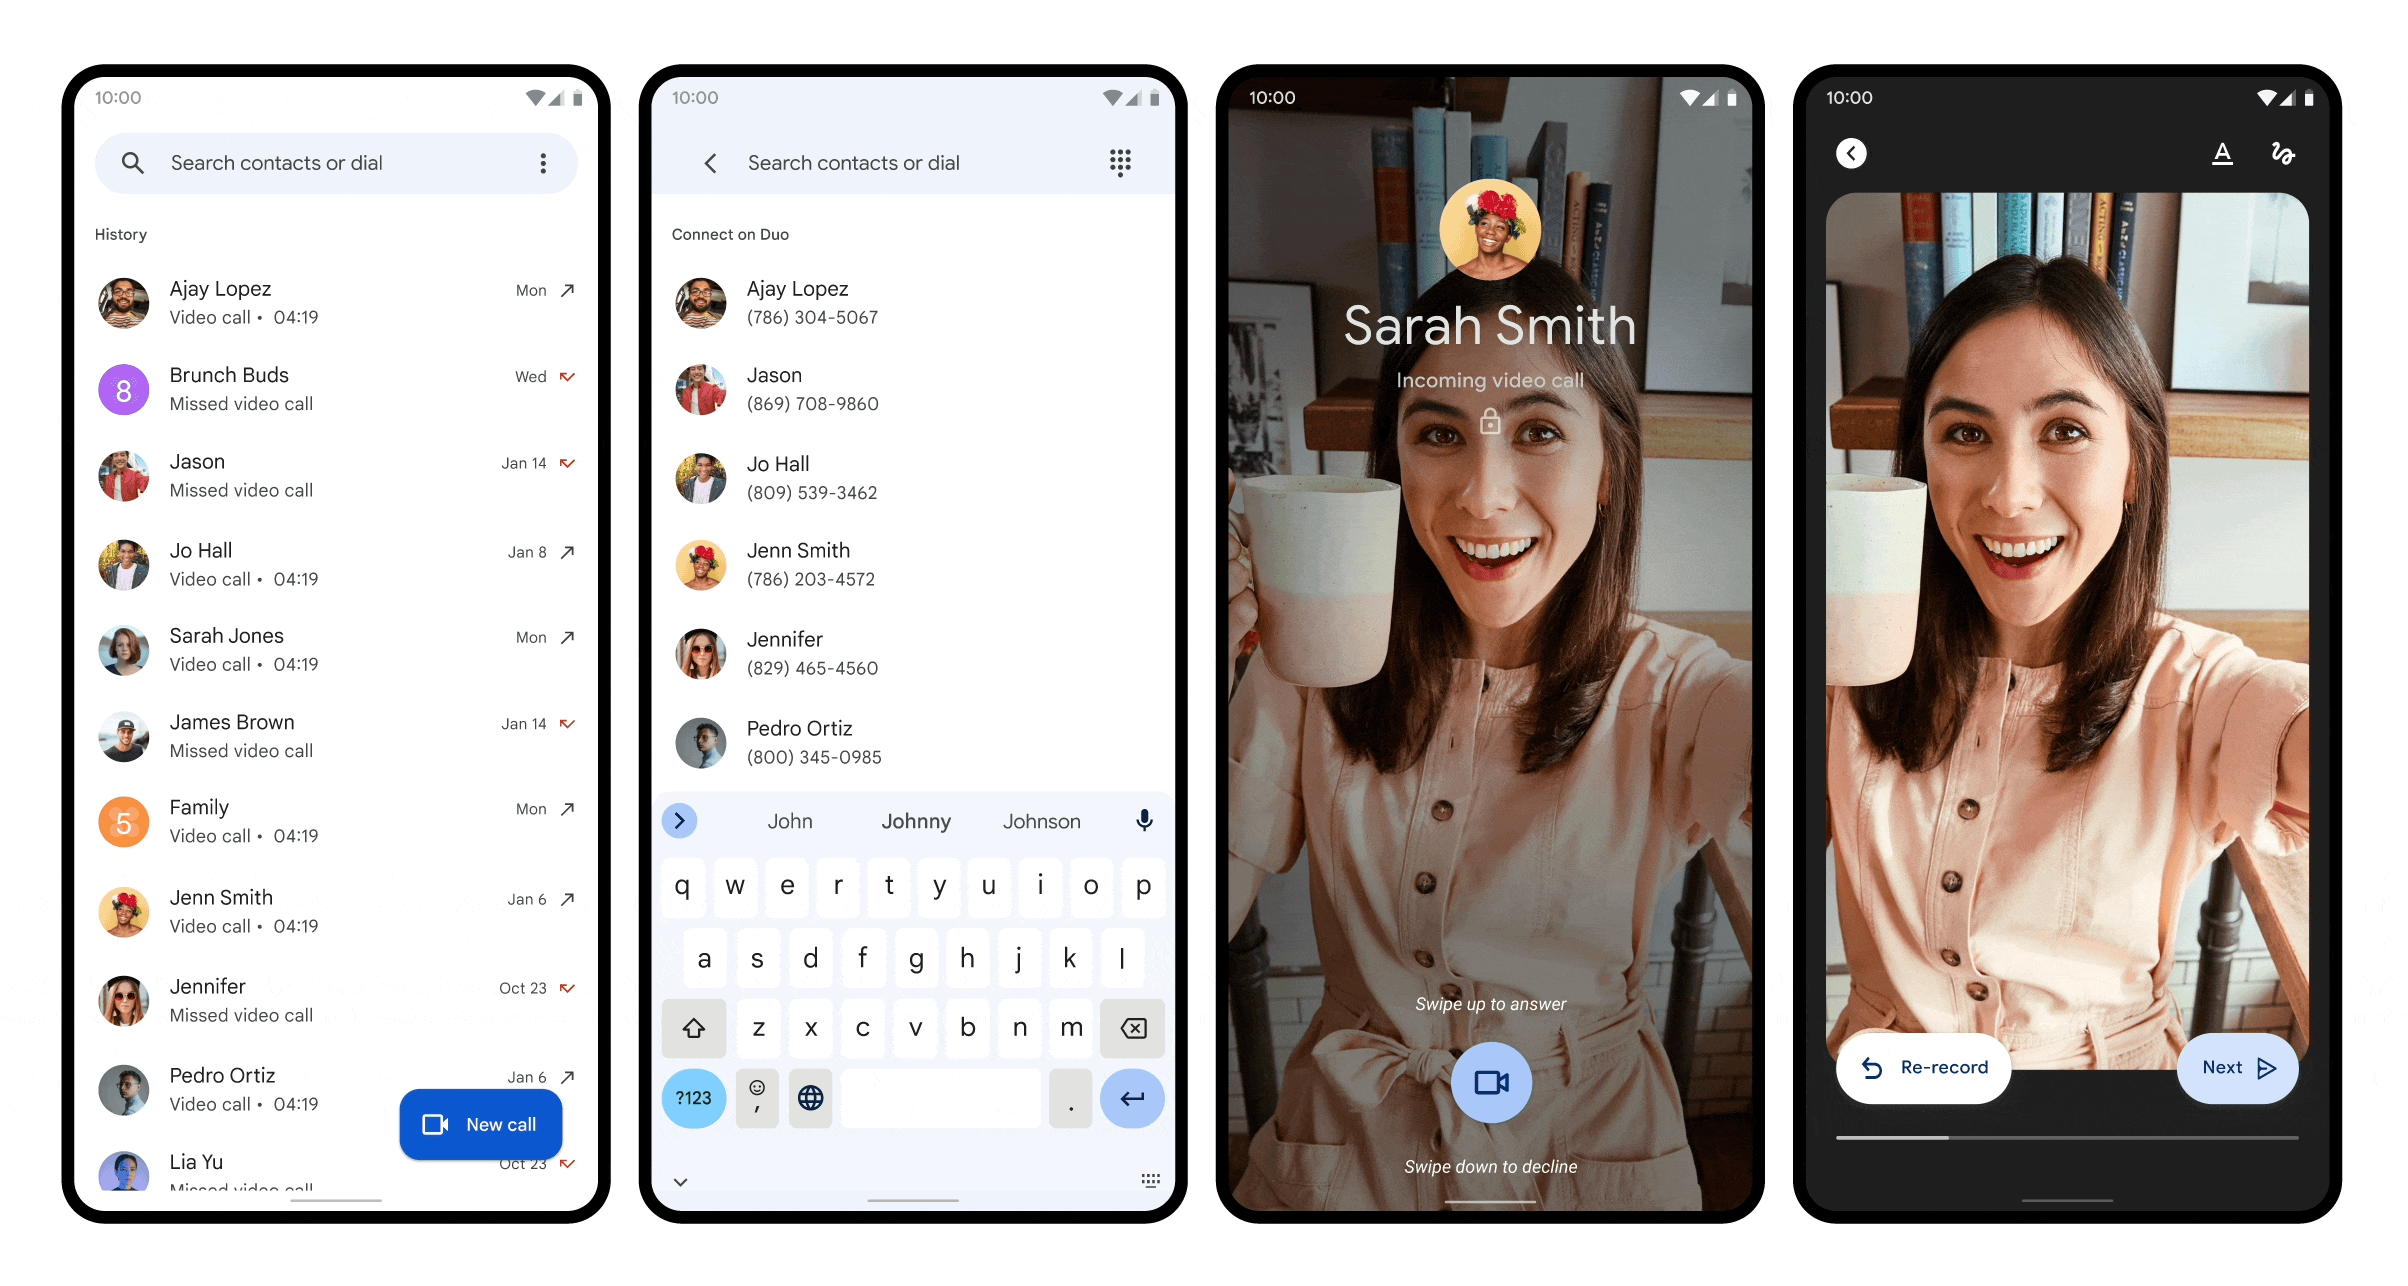 10:00
Search contacts or dial
History
Ajay Lopez
Mon
Video call • 04:19
8
Brunch Buds
Wed
Missed video call
Jason
Jan 14
Missed video call
Jo Hall
Jan 8
Video call • 04:19
Sarah Jones
Mon
Video call • 04:19
James Brown
Jan 14
Missed video call
5
Family
Mon
Video call • 04:19
Jenn Smith
Jan 6
Video call • 04:19
Jennifer
Oct 23
Missed video call
Pedro Ortiz
Jan 6
Video call • 04:19
New call
Lia Yu
Oct 23
Missed video call
10:00
Search contacts or dial
Connect on Duo
Ajay Lopez
(786) 304-5067
Jason
(869) 708-9860
Jo Hall
(809) 539-3462
Jenn Smith
(786) 203-4572
Jennifer
(829) 465-4560
Pedro Ortiz
(800) 345-0985
John Johnny Johnson
q w e r t y u i o p
a s d f g h j k l
z x c v b n m
?123 , .
10:00
Sarah Smith
Incoming video call
Swipe up to answer
Swipe down to decline
10:00
A
Re-record
Next